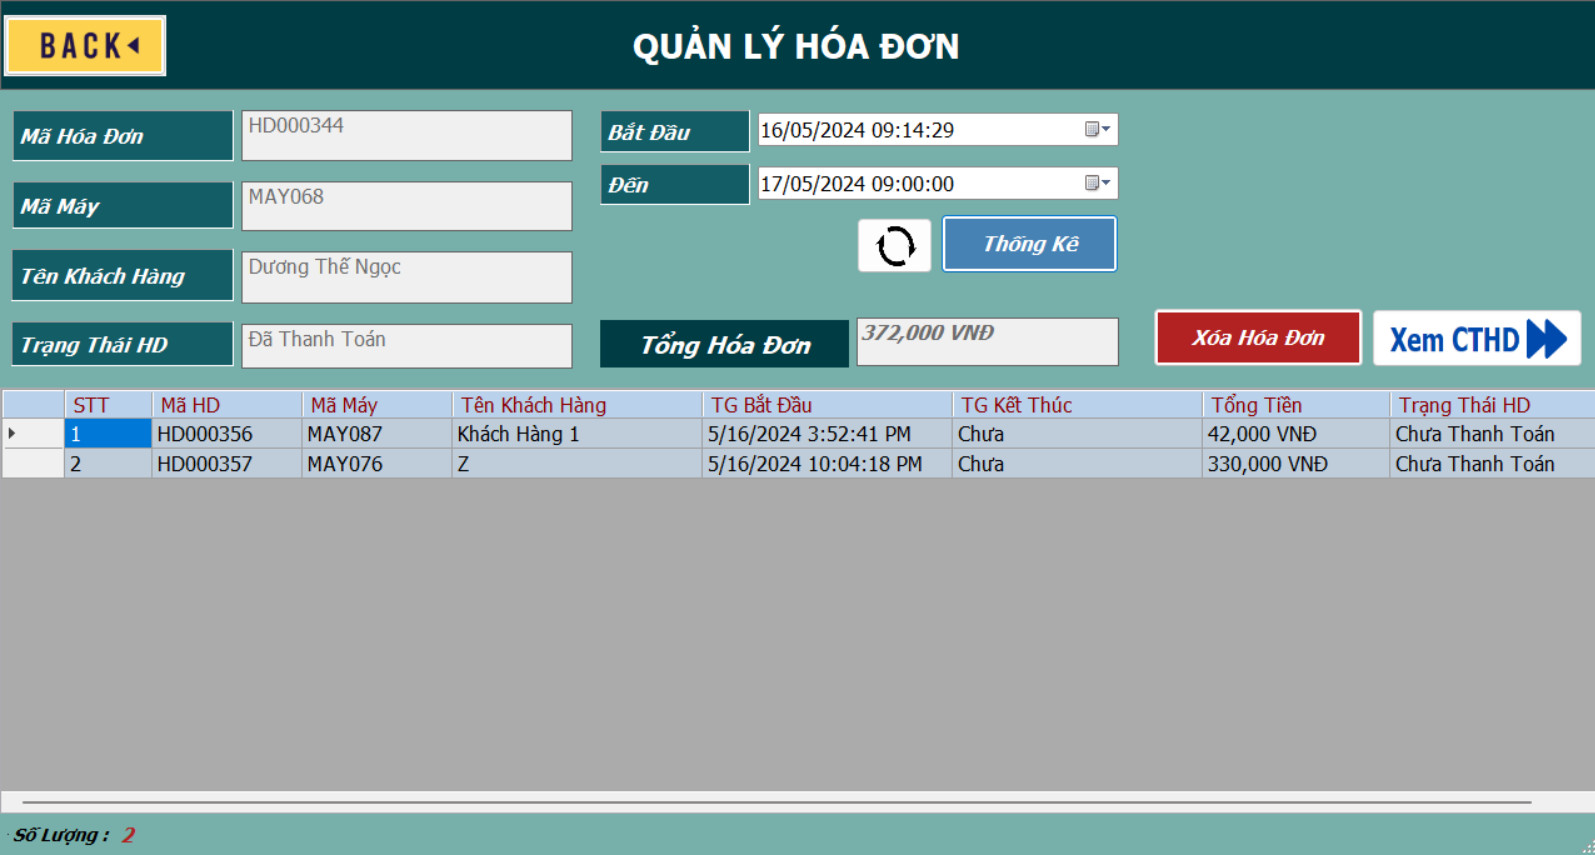 BACK
QUẢN LÝ HÓA ĐƠN
Mã Hóa Đơn HD000344
Mã Máy MAY068
Tên Khách Hàng Dương Thế Ngọc
Trạng Thái HD Đã Thanh Toán
Bắt Đầu 16/05/2024 09:14:29
Đến 17/05/2024 09:00:00
Thống Kê
Tổng Hóa Đơn 372,000 VNĐ
Xóa Hóa Đơn
Xem CTHD
STT Mã HD Mã Máy Tên Khách Hàng TG Bắt Đầu TG Kết Thúc Tổng Tiền Trạng Thái HD
1 HD000356 MAY087 Khách Hàng 1 5/16/2024 3:52:41 PM Chưa 42,000 VNĐ Chưa Thanh Toán
2 HD000357 MAY076 Z 5/16/2024 10:04:18 PM Chưa 330,000 VNĐ Chưa Thanh Toán
Số Lượng : 2